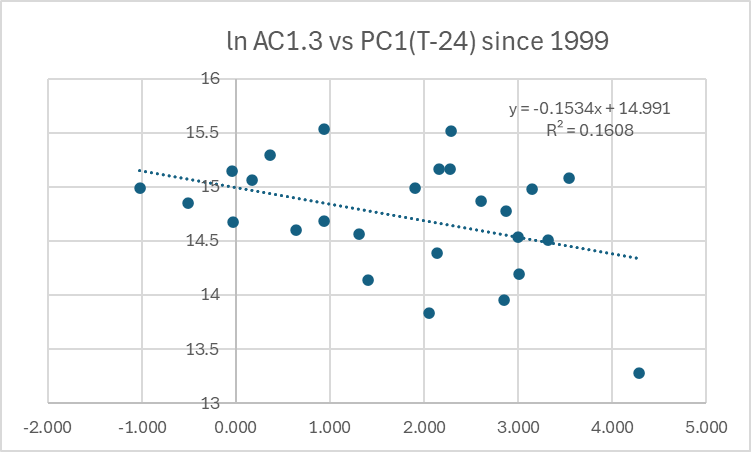 ln AC1.3 vs PC1(T-24) since 1999
16
y = -0.1534x + 14.991
R² = 0.1608
15.5
15
14.5
14
13.5
13
-2.000 -1.000 0.000 1.000 2.000 3.000 4.000 5.000